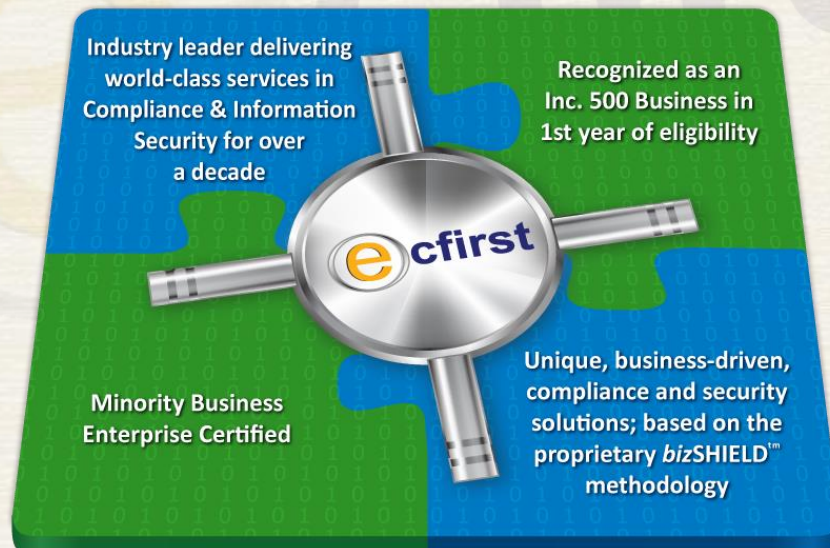 Industry leader delivering
world-class services in
Compliance & Information
Security for over
a decade
Recognized as an
Inc. 500 Business in
1st year of eligibility
ecfirst
Minority Business
Enterprise Certified
Unique, business-driven,
compliance and security
solutions; based on the
proprietary bizSHIELD™
methodology